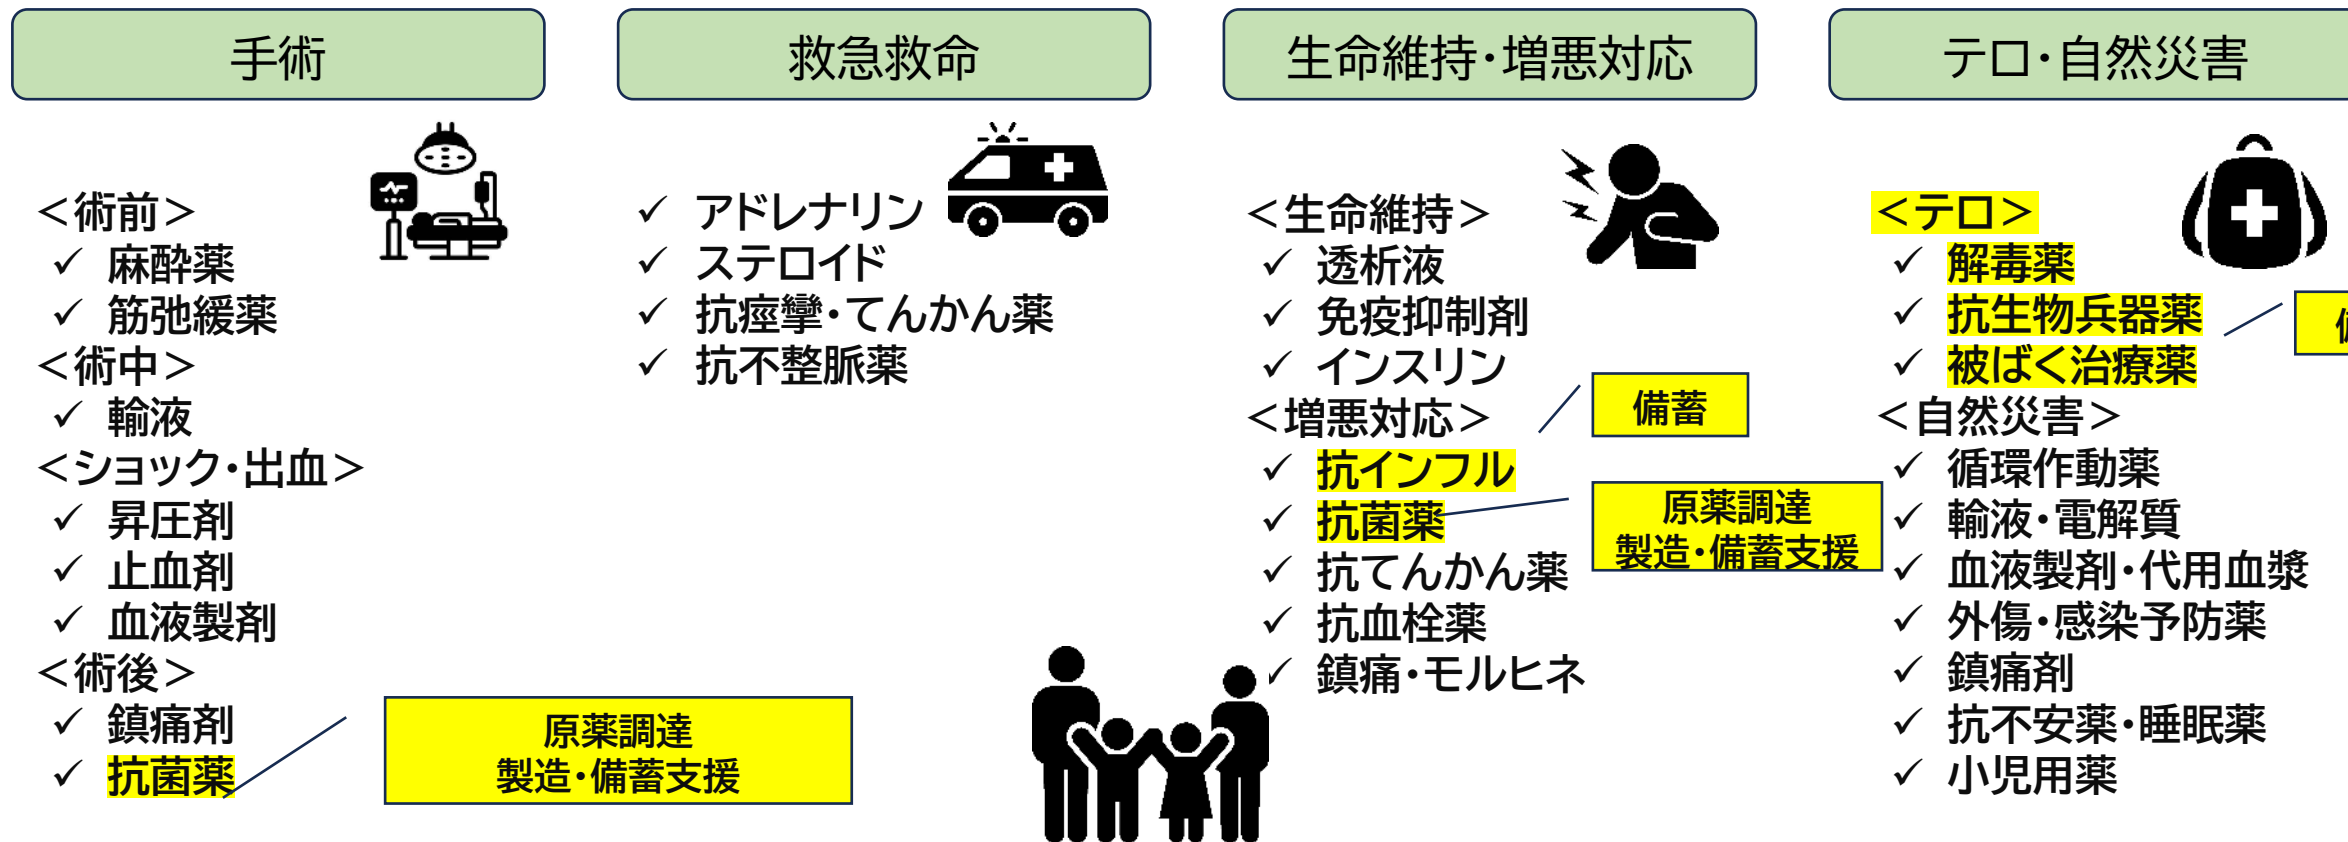 手術
＜術前＞
✓ 麻酔薬
✓ 筋弛緩薬
＜術中＞
✓ 輸液
＜ショック・出血＞
✓ 昇圧剤
✓ 止血剤
✓ 血液製剤
＜術後＞
✓ 鎮痛剤
✓ 抗菌薬
原薬調達
製造・備蓄支援
救急救命
✓ アドレナリン
✓ ステロイド
✓ 抗痙攣・てんかん薬
✓ 抗不整脈薬
生命維持・増悪対応
＜生命維持＞
✓ 透析液
✓ 免疫抑制剤
✓ インスリン
＜増悪対応＞
✓ 抗インフル
✓ 抗菌薬
✓ 抗てんかん薬
✓ 抗血栓薬
✓ 鎮痛・モルヒネ
備蓄
原薬調達
製造・備蓄支援
テロ・自然災害
＜テロ＞
✓ 解毒薬
✓ 抗生物兵器薬
✓ 被ばく治療薬
＜自然災害＞
✓ 循環作動薬
✓ 輸液・電解質
✓ 血液製剤・代用血漿
✓ 外傷・感染予防薬
✓ 鎮痛剤
✓ 抗不安薬・睡眠薬
✓ 小児用薬